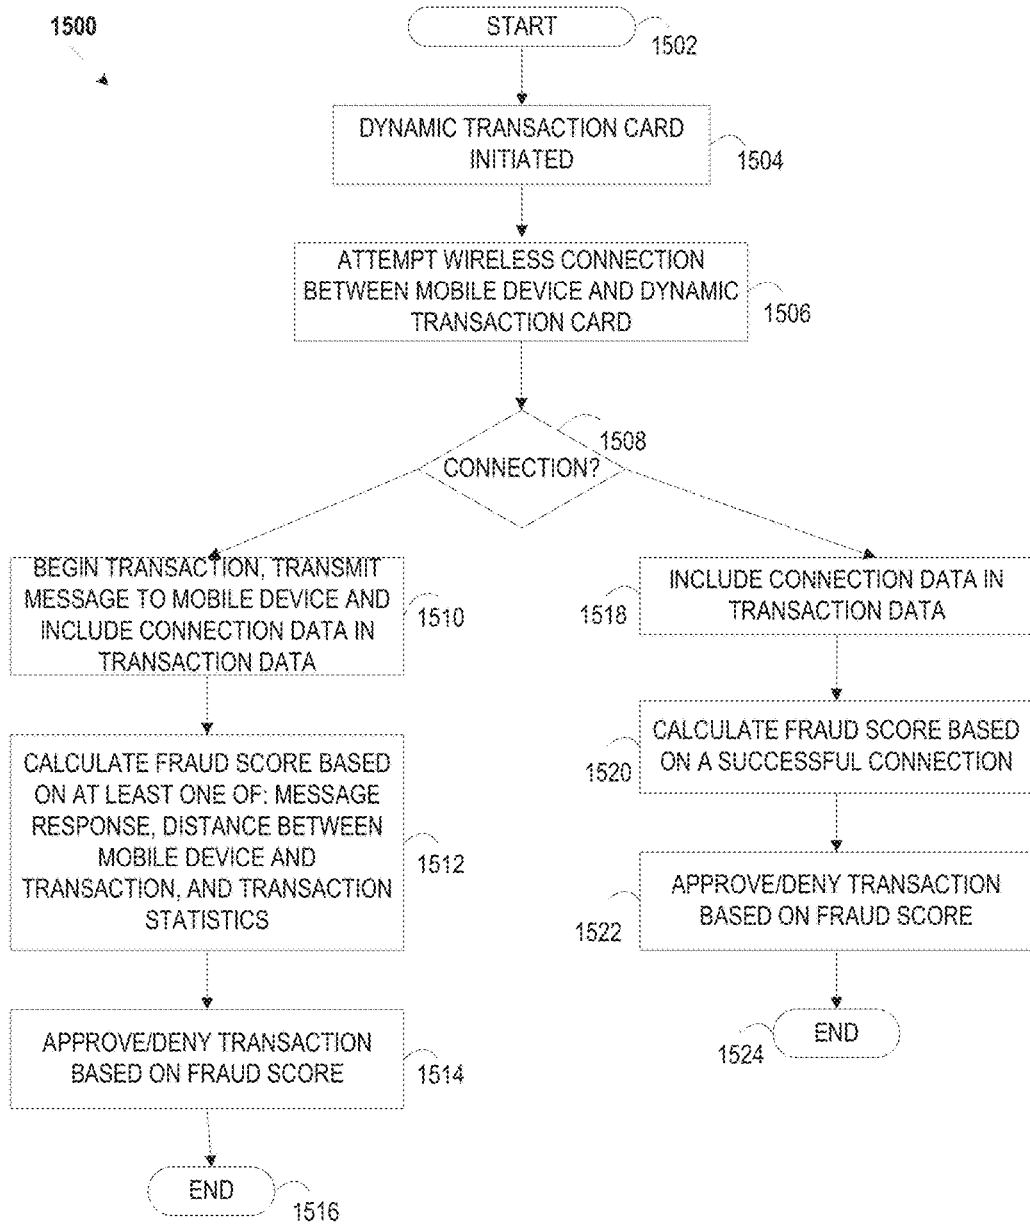 1500
START
1502
DYNAMIC TRANSACTION CARD
INITIATED
1504
ATTEMPT WIRELESS CONNECTION
BETWEEN MOBILE DEVICE AND DYNAMIC
TRANSACTION CARD
1506
CONNECTION?
1508
BEGIN TRANSACTION, TRANSMIT
MESSAGE TO MOBILE DEVICE AND
INCLUDE CONNECTION DATA IN
TRANSACTION DATA
1510
CALCULATE FRAUD SCORE BASED
ON AT LEAST ONE OF: MESSAGE
RESPONSE, DISTANCE BETWEEN
MOBILE DEVICE AND
TRANSACTION, AND TRANSACTION
STATISTICS
1512
APPROVE/DENY TRANSACTION
BASED ON FRAUD SCORE
1514
END
1516
INCLUDE CONNECTION DATA IN
TRANSACTION DATA
1518
CALCULATE FRAUD SCORE BASED
ON A SUCCESSFUL CONNECTION
1520
APPROVE/DENY TRANSACTION
BASED ON FRAUD SCORE
1522
END
1524